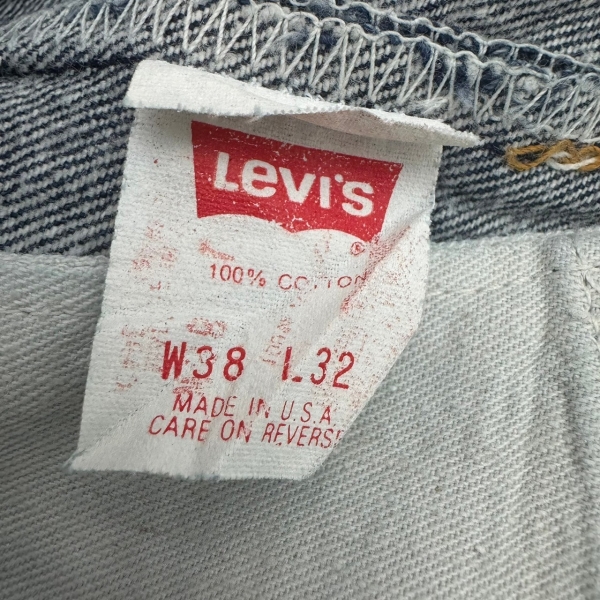 Levi's
®
100% COTTON
W38 L32
MADE IN U.S.A.
CARE ON REVERSE